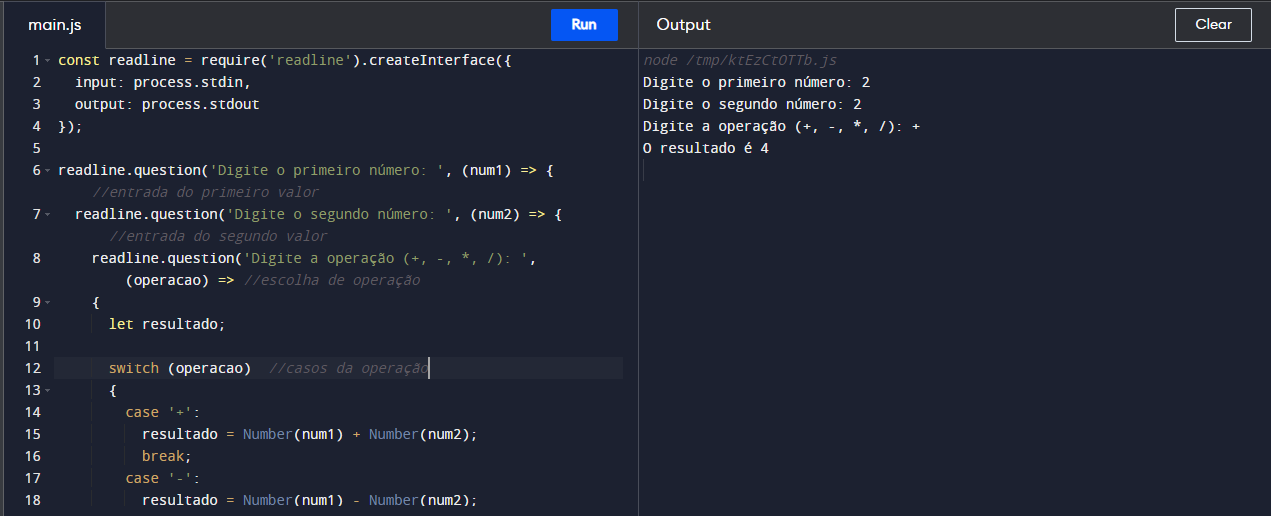 main.js
Run
Output
Clear
1 const readline = require('readline').createInterface({
2 input: process.stdin,
3 output: process.stdout
4 });
5
6 readline.question('Digite o primeiro número: ', (num1) => {
//entrada do primeiro valor
7 readline.question('Digite o segundo número: ', (num2) => {
//entrada do segundo valor
8 readline.question('Digite a operação (+, -, *, /): ',
(operacao) => //escolha de operação
9 {
10 let resultado;
11
12 switch (operacao) //casos da operação
13 {
14 case '+':
15 resultado = Number(num1) + Number(num2);
16 break;
17 case '-':
18 resultado = Number(num1) - Number(num2);
node /tmp/ktEzCtOTTb.js
Digite o primeiro número: 2
Digite o segundo número: 2
Digite a operação (+, -, *, /): +
O resultado é 4